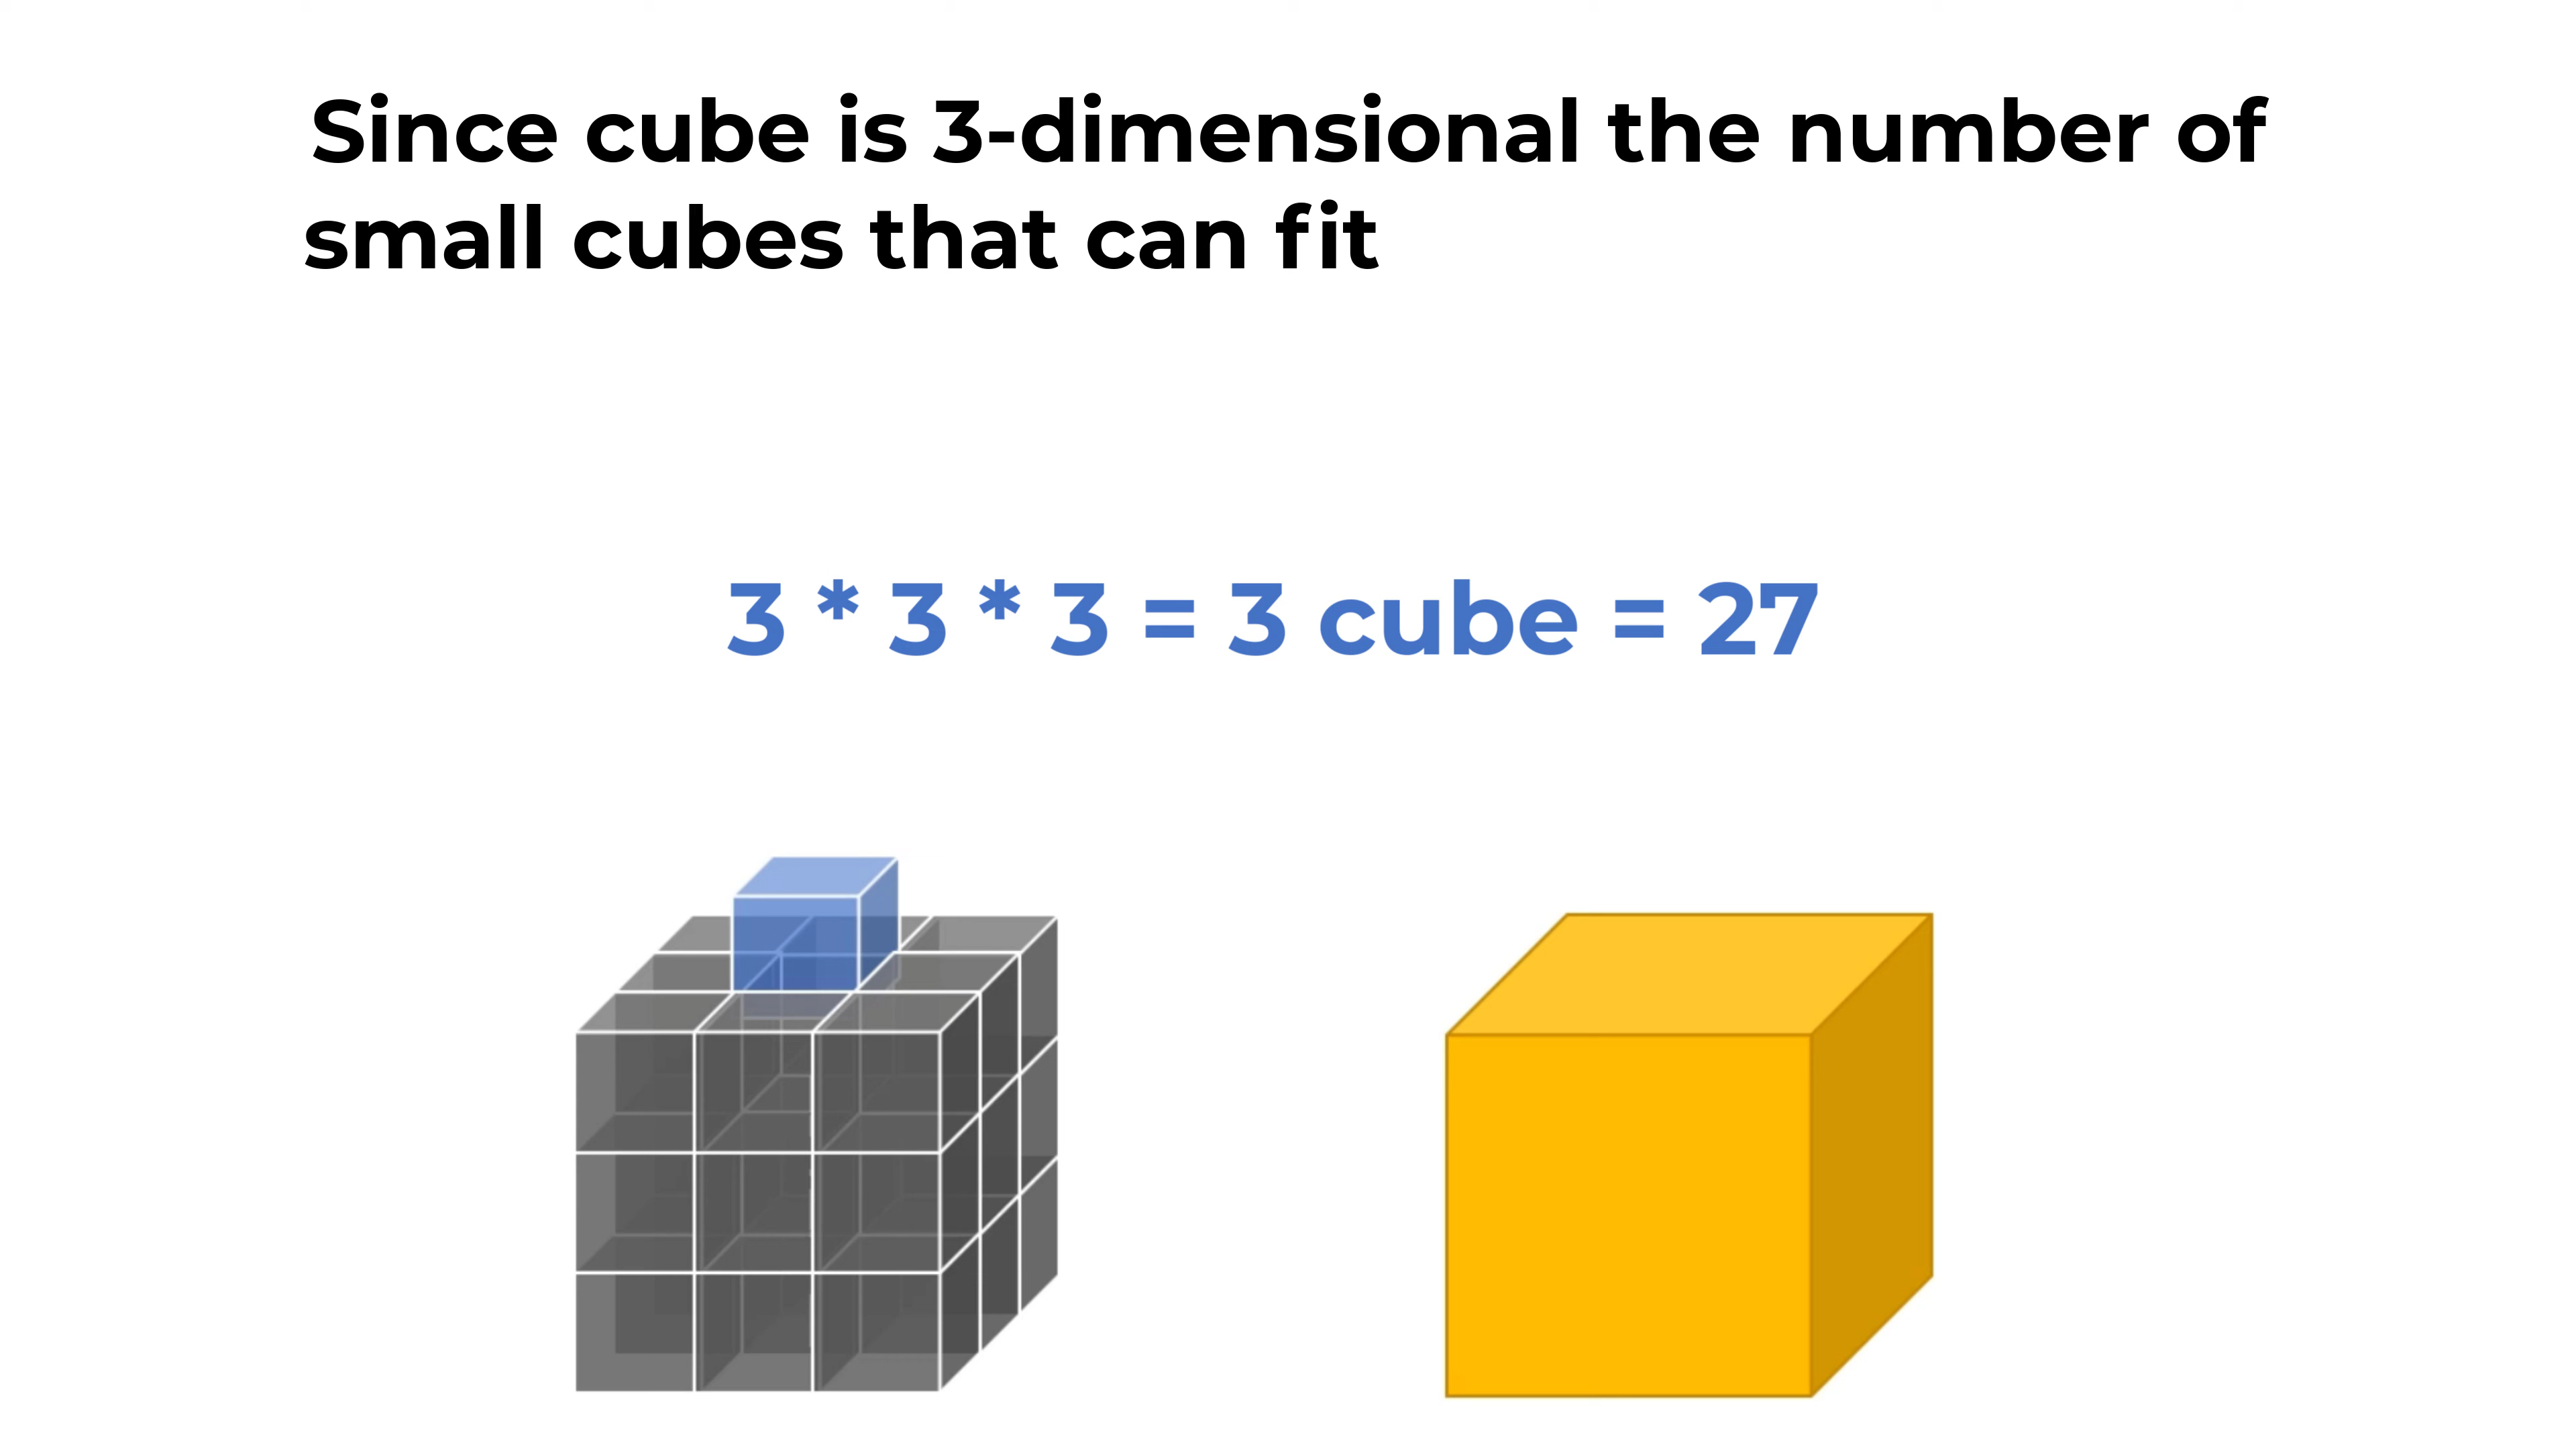 Since cube is 3-dimensional the number of
small cubes that can fit
3 * 3 * 3 = 3 cube = 27